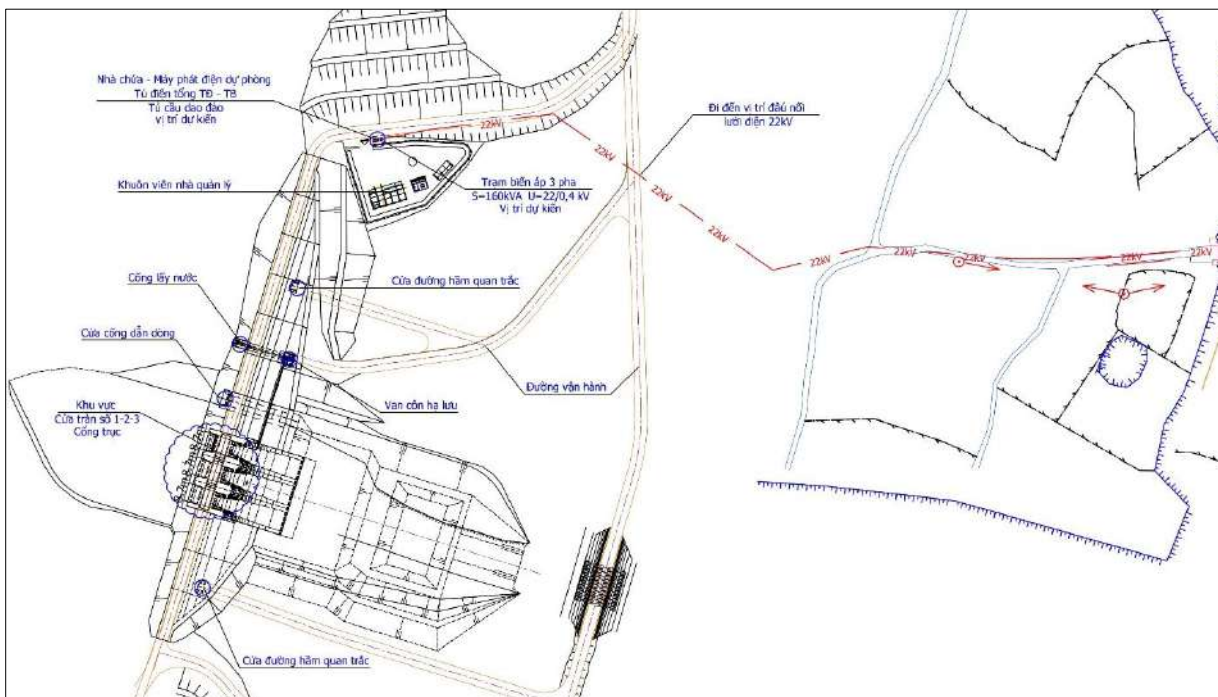 Nhà chứa - Máy phát điện dự phòng
Tủ điện tổng TĐ - TB
Tủ cầu dao đảo
vị trí dự kiến
22kV
22kV
Đi đến vị trí đấu nối
lưới điện 22kV
Khuôn viên nhà quản lý
Trạm biến áp 3 pha
S=160kVA U=22/0,4 kV
Vị trí dự kiến
22kV
22kV
22kV
22kV
22kV
22kV
22kV
22kV
Cống lấy nước
Cửa đường hầm quan trắc
Cửa cống dẫn dòng
Đường vận hành
Khu vực
Cửa tràn số 1-2-3
Cổng trục
Van côn hạ lưu
Cửa đường hầm quan trắc